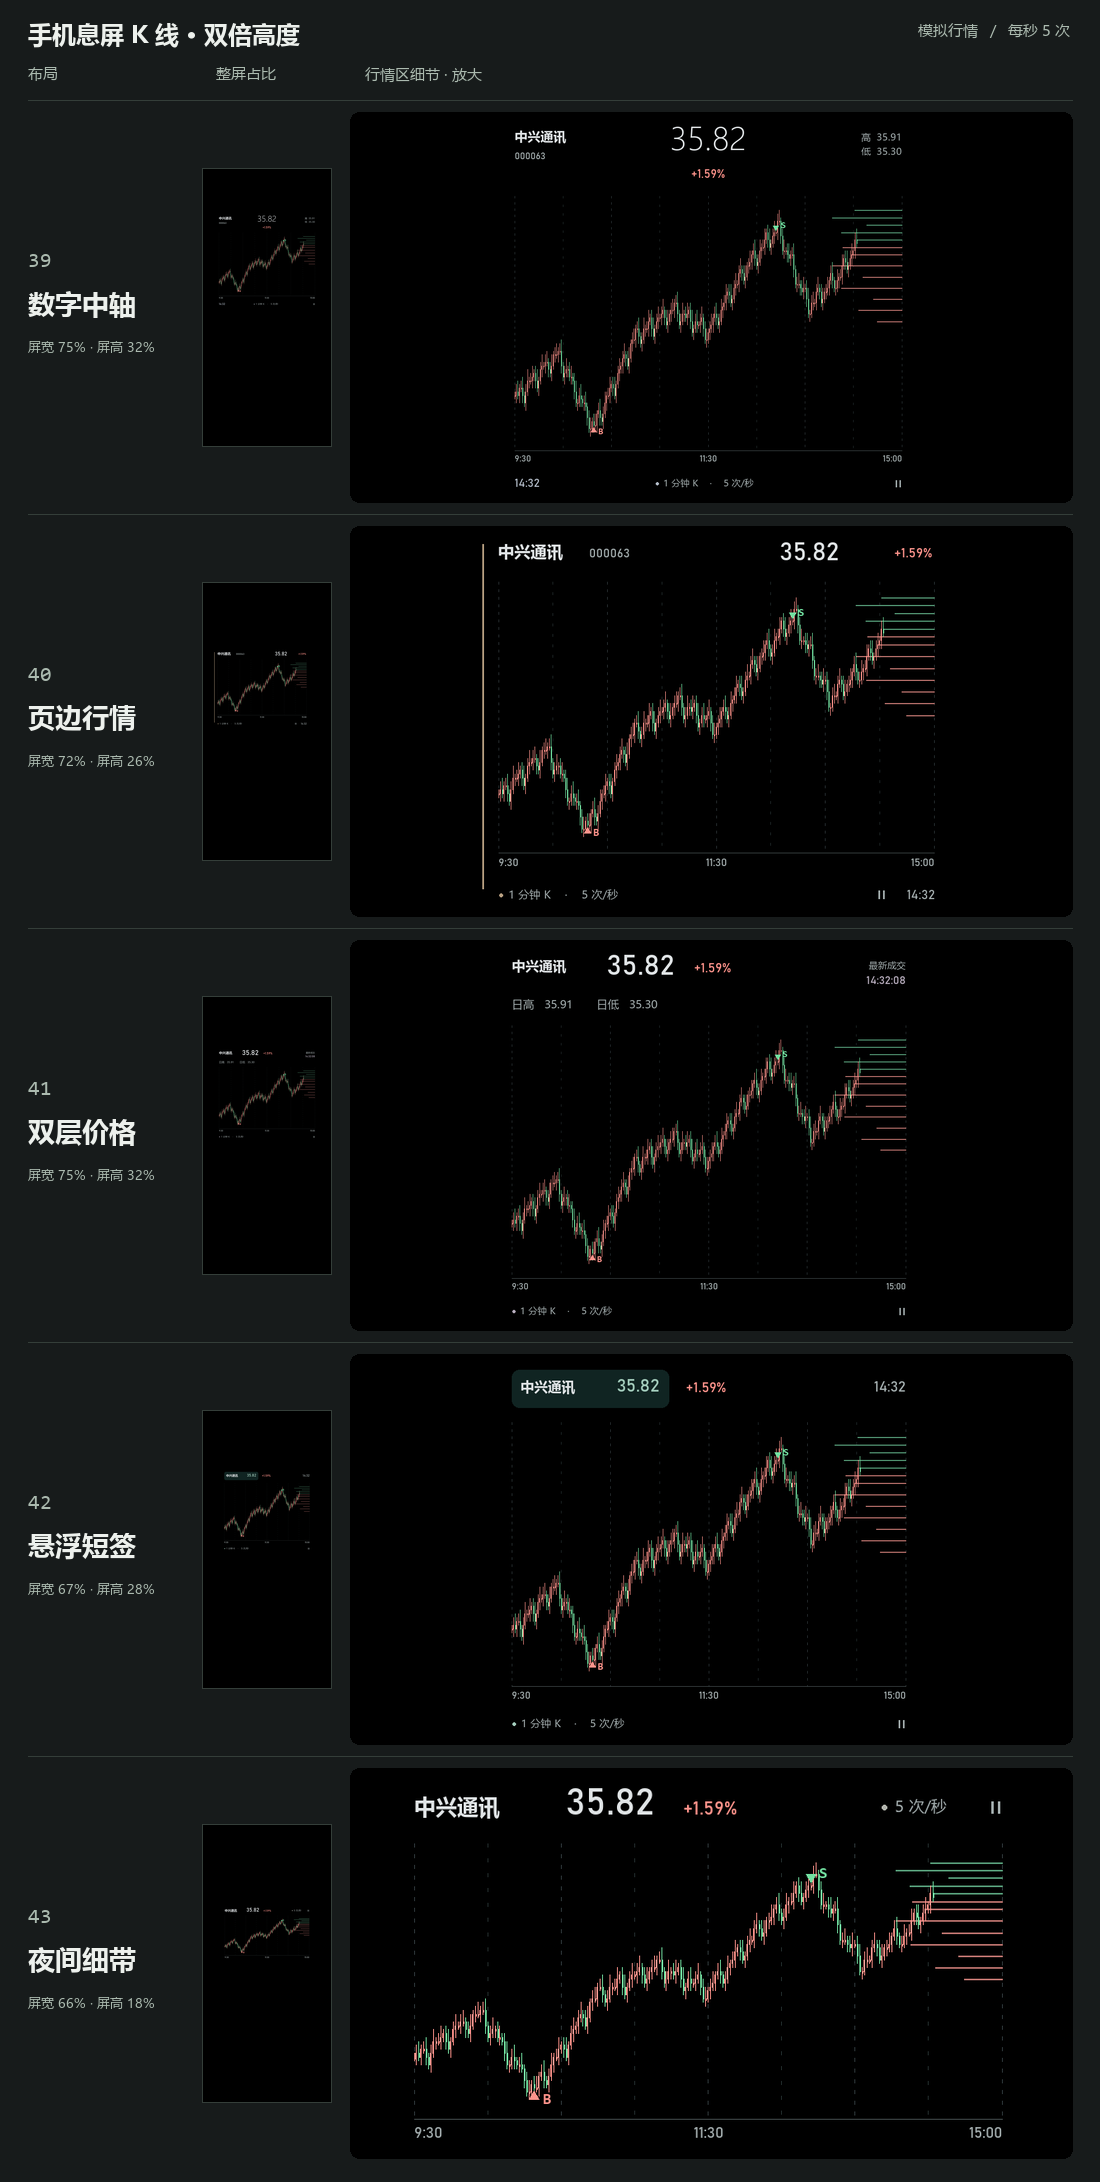 手机息屏 K 线 • 双倍高度
模拟行情 / 每秒 5 次
布局 整屏占比 行情区细节 · 放大
39
数字中轴
屏宽 75% · 屏高 32%
中兴通讯 35.82 高 35.91
000063 低 35.30
+1.59%
S
B
9:30 11:30 15:00
14:32 • 1 分钟 K · 5 次/秒
40
页边行情
屏宽 72% · 屏高 26%
中兴通讯 000063 35.82 +1.59%
S
B
9:30 11:30 15:00
• 1 分钟 K · 5 次/秒 14:32
41
双层价格
屏宽 75% · 屏高 32%
中兴通讯 35.82 +1.59% 最新成交
14:32:08
日高 35.91 日低 35.30
S
B
9:30 11:30 15:00
• 1 分钟 K · 5 次/秒
42
悬浮短签
屏宽 67% · 屏高 28%
中兴通讯 35.82 +1.59% 14:32
S
B
9:30 11:30 15:00
• 1 分钟 K · 5 次/秒
43
夜间细带
屏宽 66% · 屏高 18%
中兴通讯 35.82 +1.59% • 5 次/秒
S
B
9:30 11:30 15:00